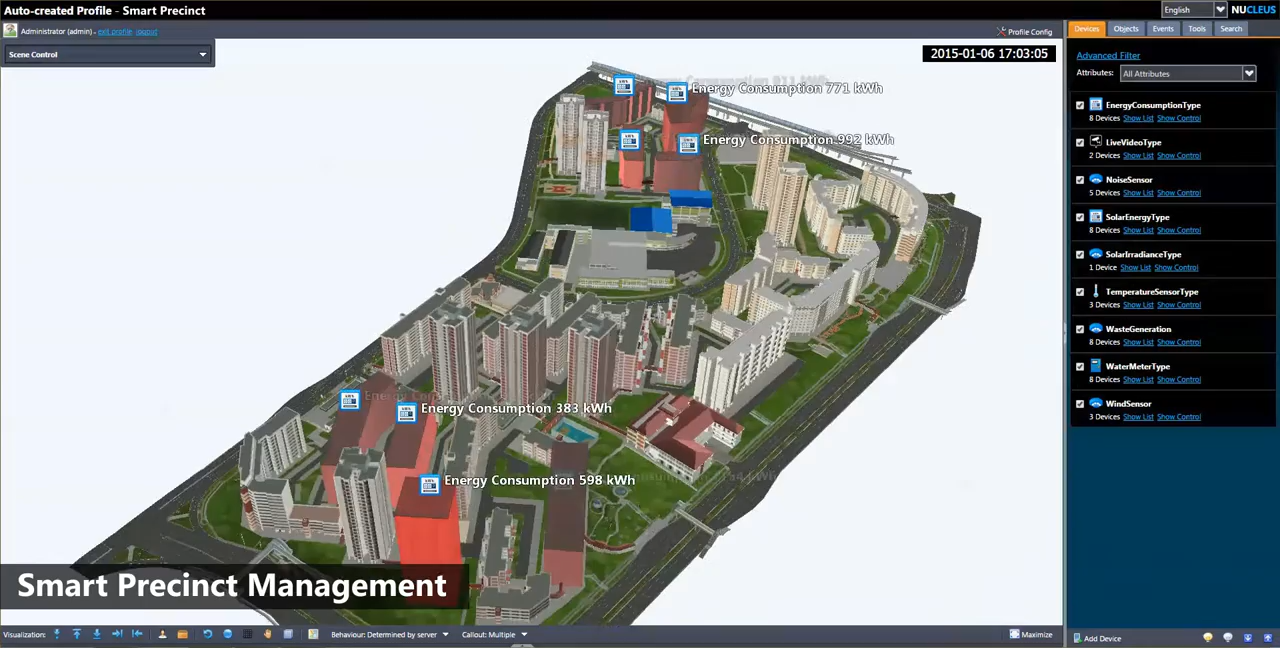 Auto-created Profile - Smart Precinct
English
NUCLEUS
Administrator (admin) - exit profile logout
Profile Config
Devices Objects Events Tools Search
Scene Control
2015-01-06 17:03:05
Advanced Filter
Attributes: All Attributes
Energy Consumption 771 kWh
Energy Consumption 992 kWh
Energy Consumption 383 kWh
Energy Consumption 598 kWh
EnergyConsumptionType
8 Devices Show List Show Control
LiveVideoType
2 Devices Show List Show Control
NoiseSensor
5 Devices Show List Show Control
SolarEnergyType
8 Devices Show List Show Control
SolarIrradianceType
1 Device Show List Show Control
TemperatureSensorType
3 Devices Show List Show Control
WasteGeneration
8 Devices Show List Show Control
WaterMeterType
8 Devices Show List Show Control
WindSensor
3 Devices Show List Show Control
Smart Precinct Management
Visualization:
Behaviour: Determined by server
Callout: Multiple
Maximize
Add Device